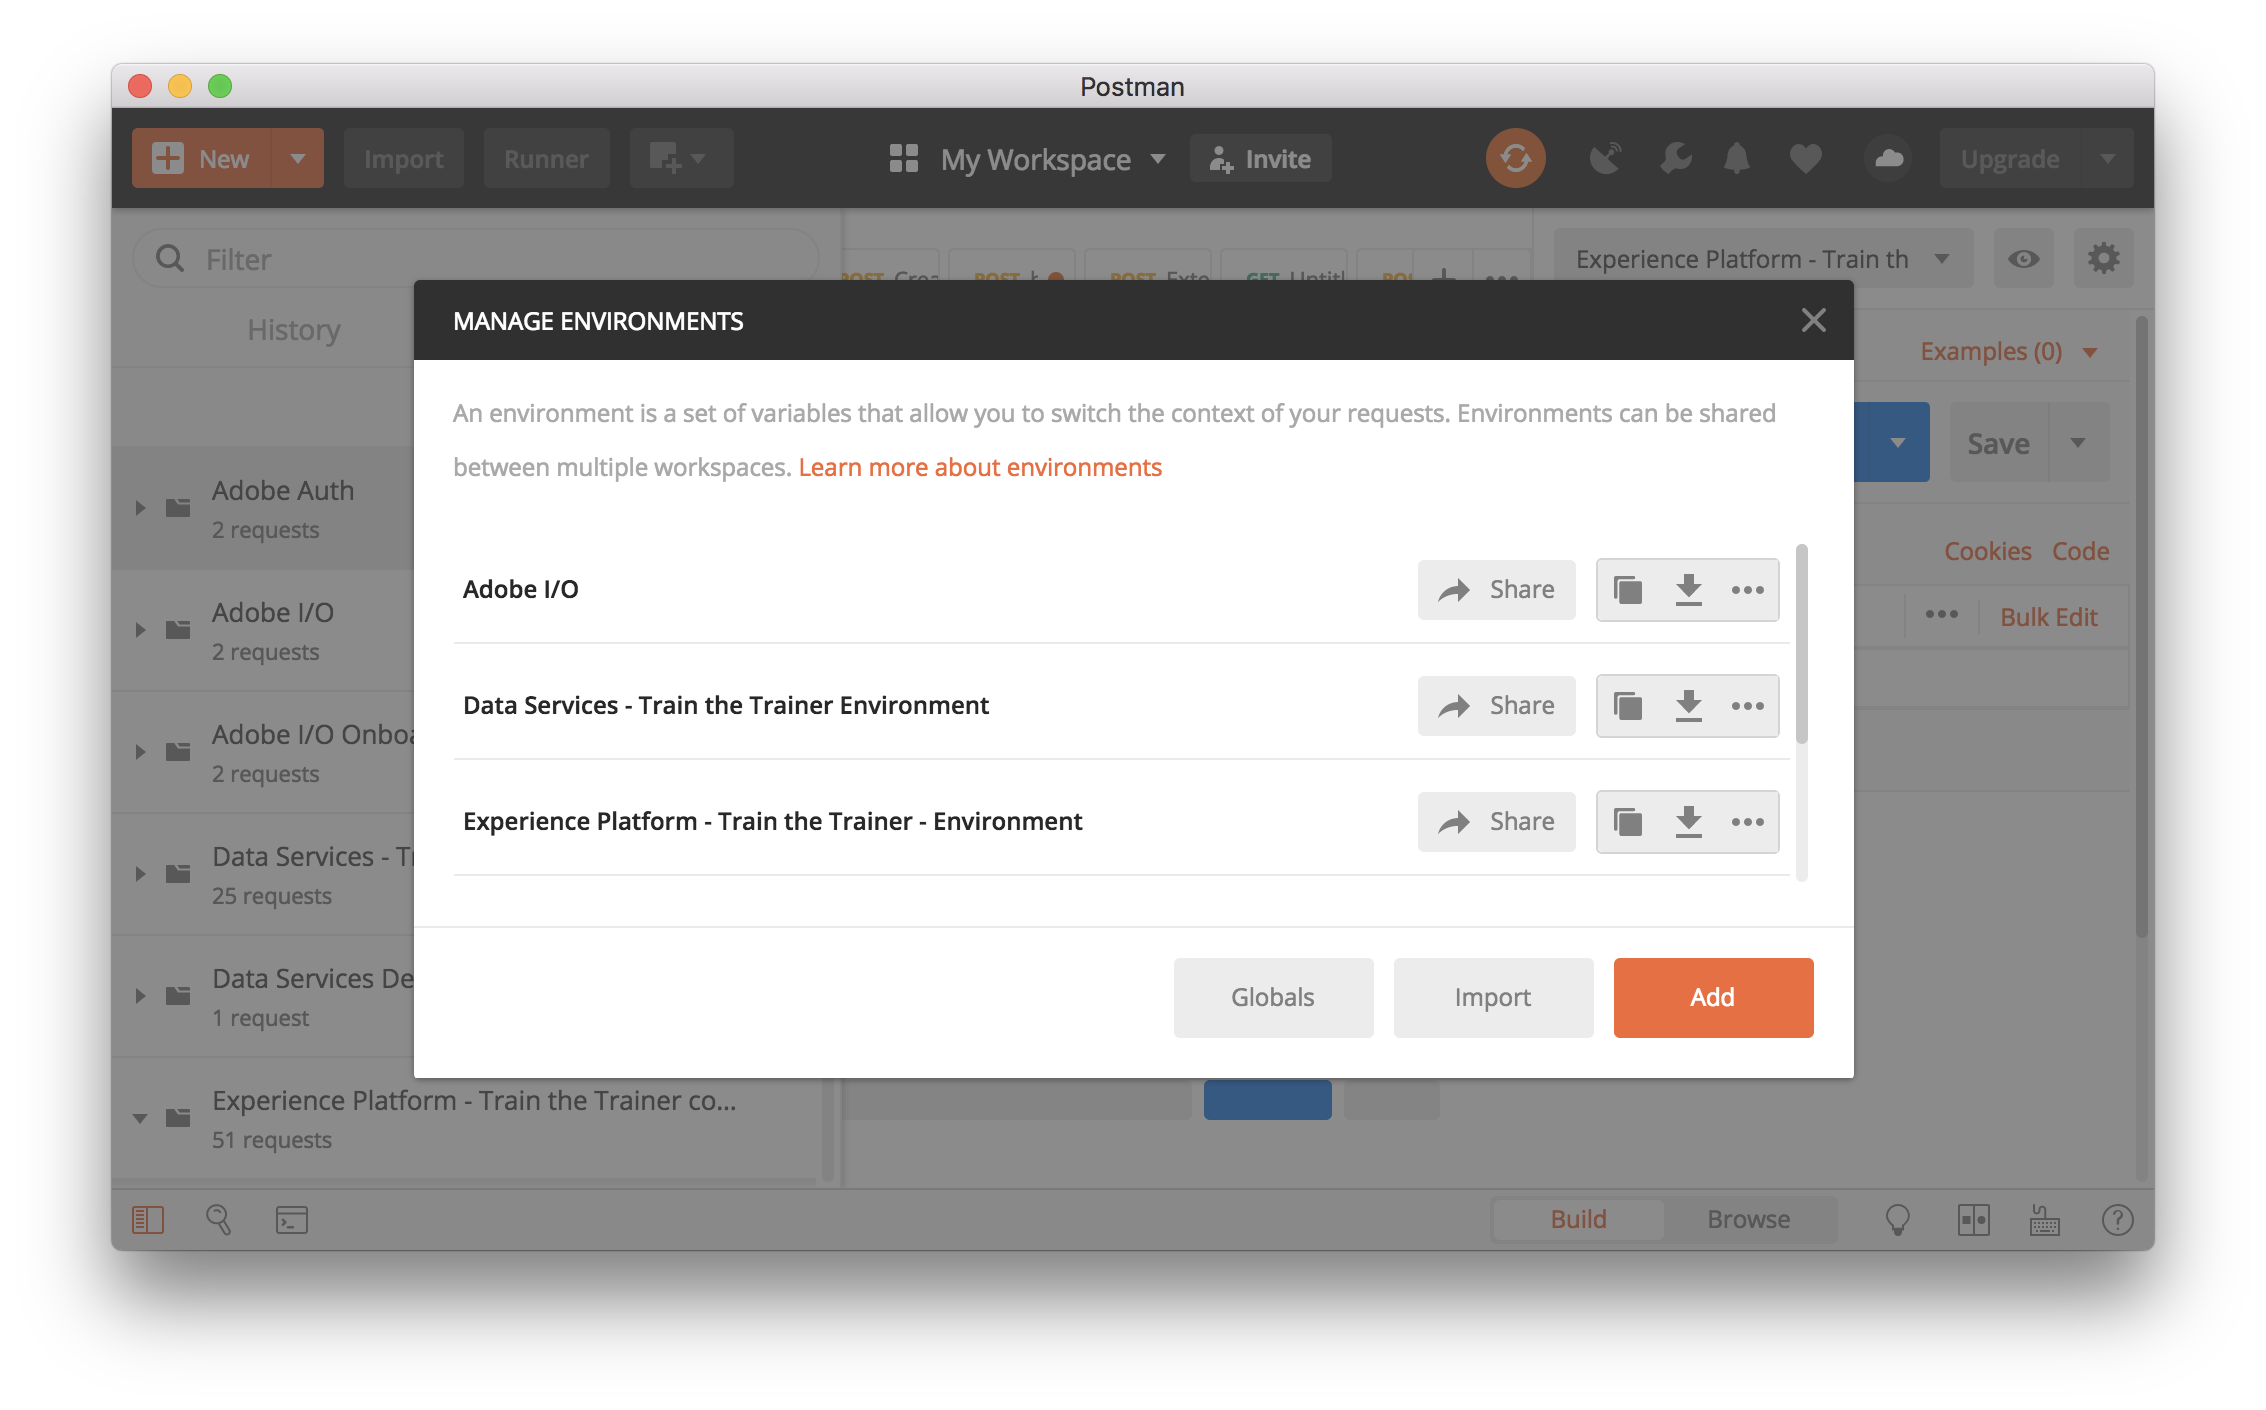 Postman
New
Import
Runner
My Workspace
Invite
Upgrade
Filter
POST
GET
Experience Platform - Train th
History
MANAGE ENVIRONMENTS
Examples (0)
An environment is a set of variables that allow you to switch the context of your requests. Environments can be shared
between multiple workspaces. Learn more about environments
Save
Adobe Auth
2 requests
Cookies Code
Adobe I/O
Share
Bulk Edit
Adobe I/O
2 requests
Data Services - Train the Trainer Environment
Share
Adobe I/O Onboa
2 requests
Experience Platform - Train the Trainer - Environment
Share
Data Services - T
25 requests
Data Services De
1 request
Globals
Import
Add
Experience Platform - Train the Trainer co...
51 requests
Build
Browse